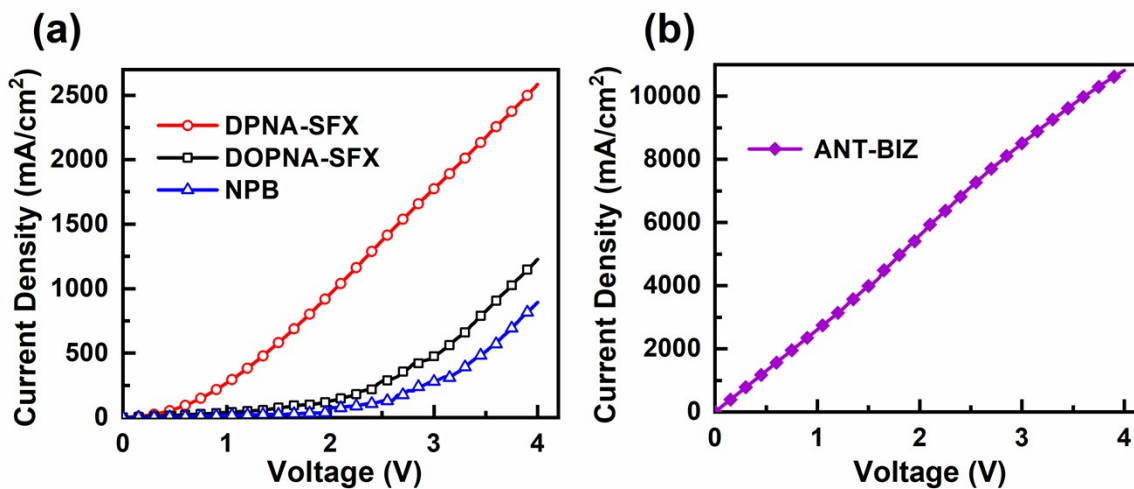 (a)
Current Density (mA/cm²)
2500
2000
1500
1000
500
0
DPNA-SFX
DOPNA-SFX
NPB
0 1 2 3 4
Voltage (V)
(b)
Current Density (mA/cm²)
10000
8000
6000
4000
2000
0
ANT-BIZ
0 1 2 3 4
Voltage (V)